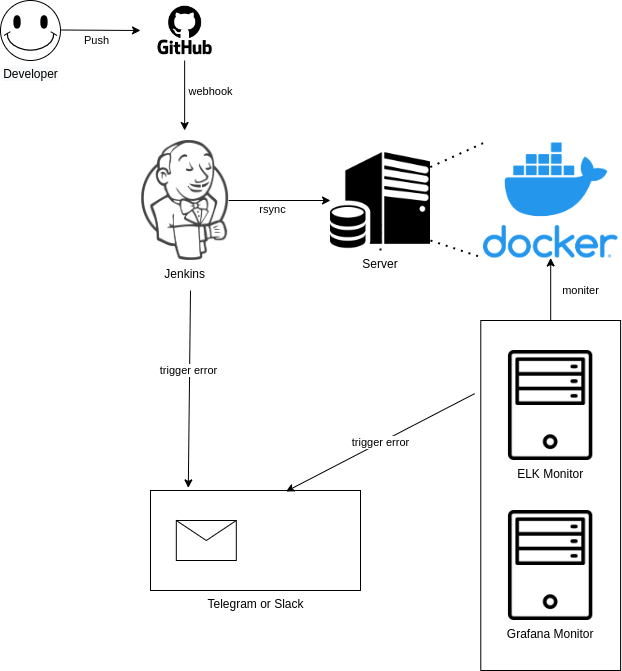 Developer
Push
GitHub
webhook
Jenkins
rsync
Server
docker.
moniter
trigger error
trigger error
ELK Monitor
Grafana Monitor
Telegram or Slack